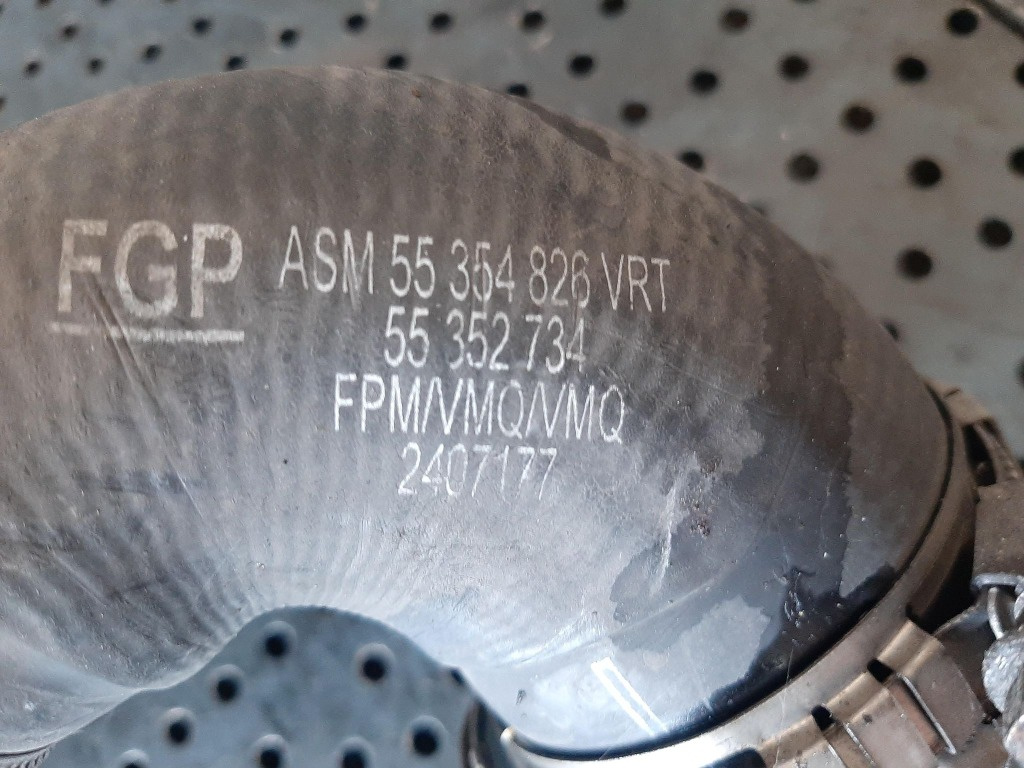 FGP ASM 55 354 826 VRT
55 352 734
FPM/VMQ/VMQ
2407177